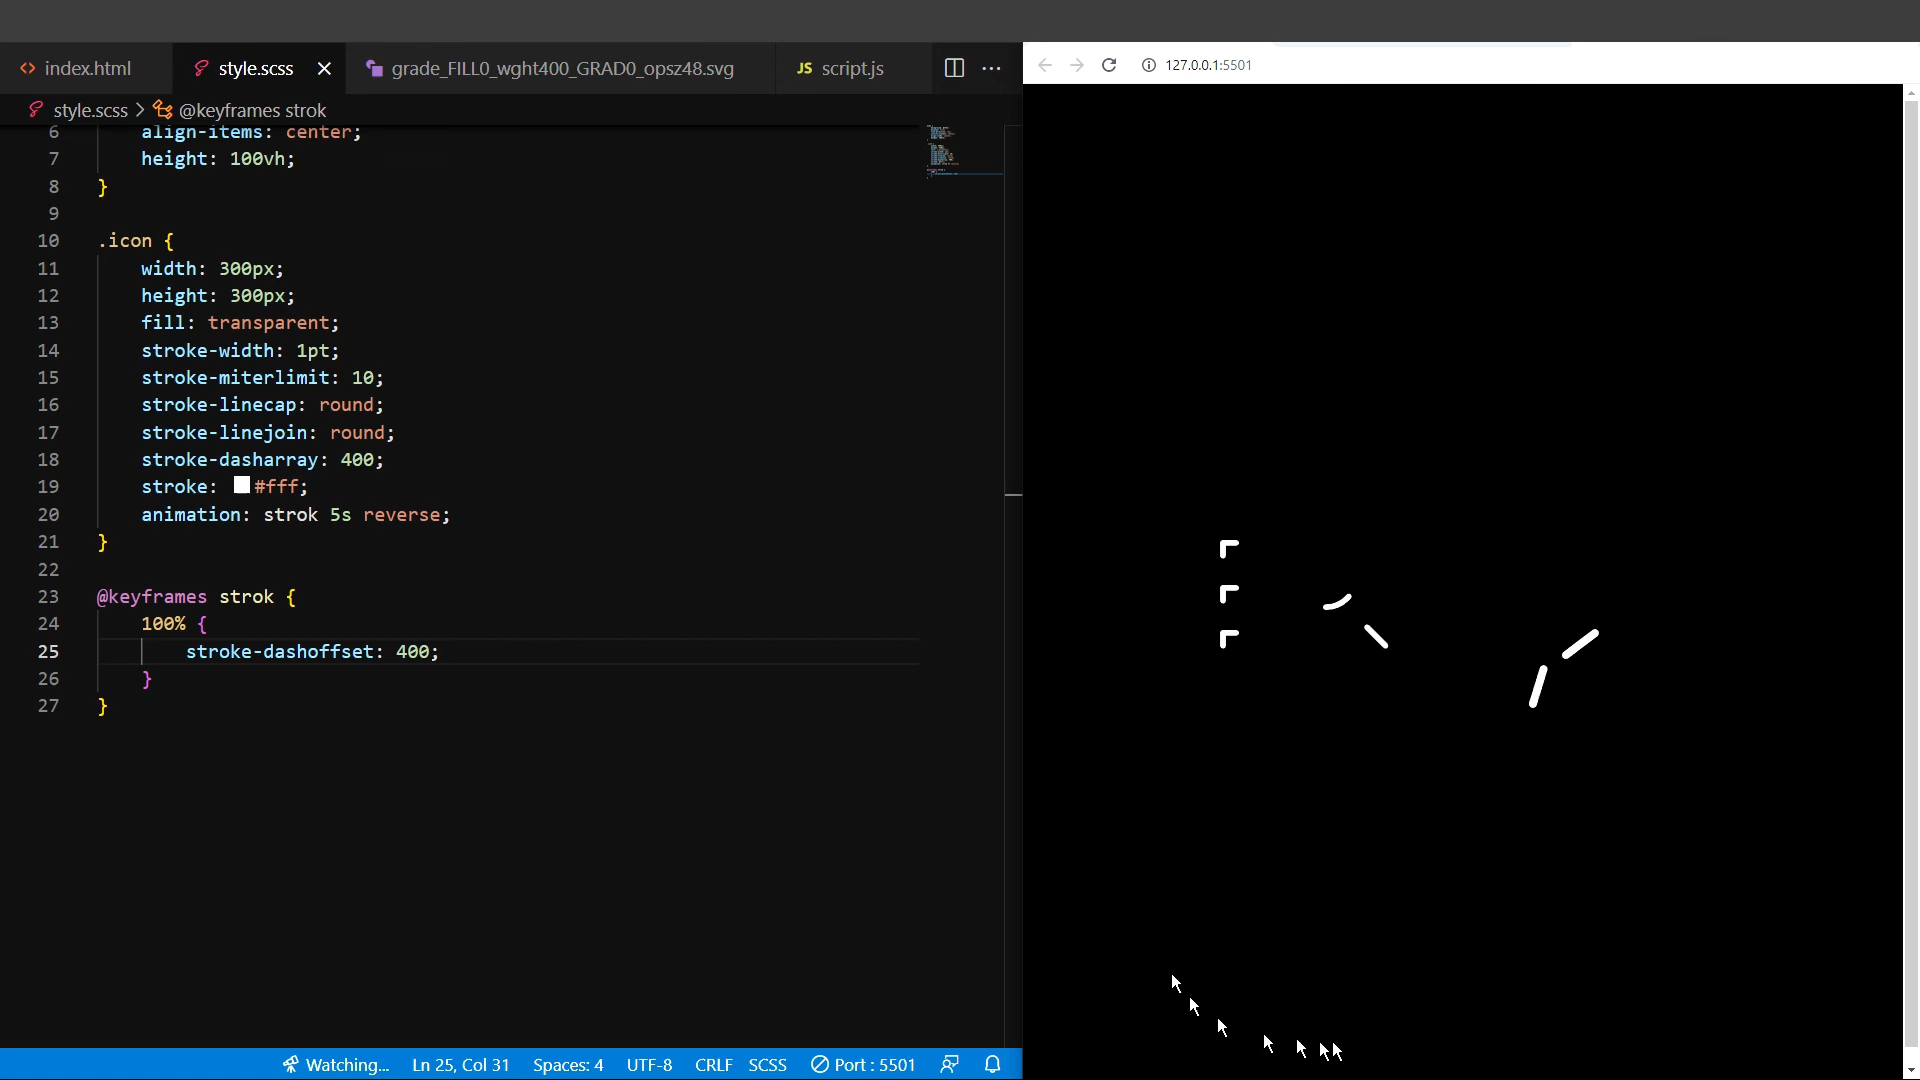 index.html
style.scss
grade_FILL0_wght400_GRAD0_opsz48.svg
JS script.js
127.0.0.1:5501
style.scss > @keyframes strok
6 align-items: center;
7 height: 100vh;
8 }
9
10 .icon {
11 width: 300px;
12 height: 300px;
13 fill: transparent;
14 stroke-width: 1pt;
15 stroke-miterlimit: 10;
16 stroke-linecap: round;
17 stroke-linejoin: round;
18 stroke-dasharray: 400;
19 stroke: #fff;
20 animation: strok 5s reverse;
21 }
22
23 @keyframes strok {
24 100% {
25 stroke-dashoffset: 400;
26 }
27 }
Watching... Ln 25, Col 31 Spaces: 4 UTF-8 CRLF SCSS Port : 5501